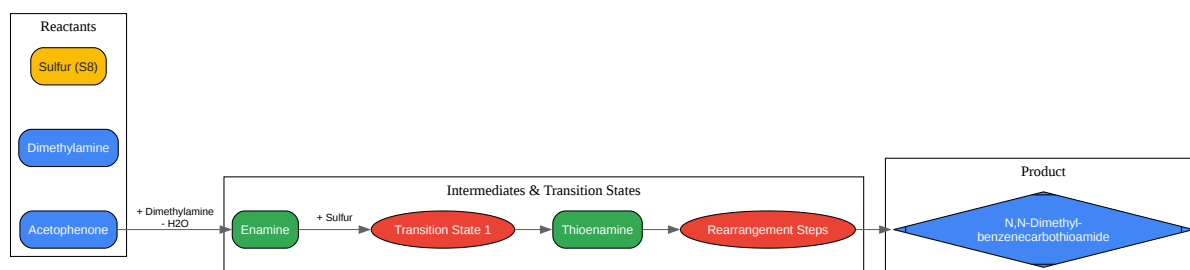 Reactants
Sulfur (S8)
Dimethylamine
Acetophenone
+ Dimethylamine
- H2O
Intermediates & Transition States
Enamine
+ Sulfur
Transition State 1
Thioenamine
Rearrangement Steps
Product
N,N-Dimethyl-
benzenecarbothioamide